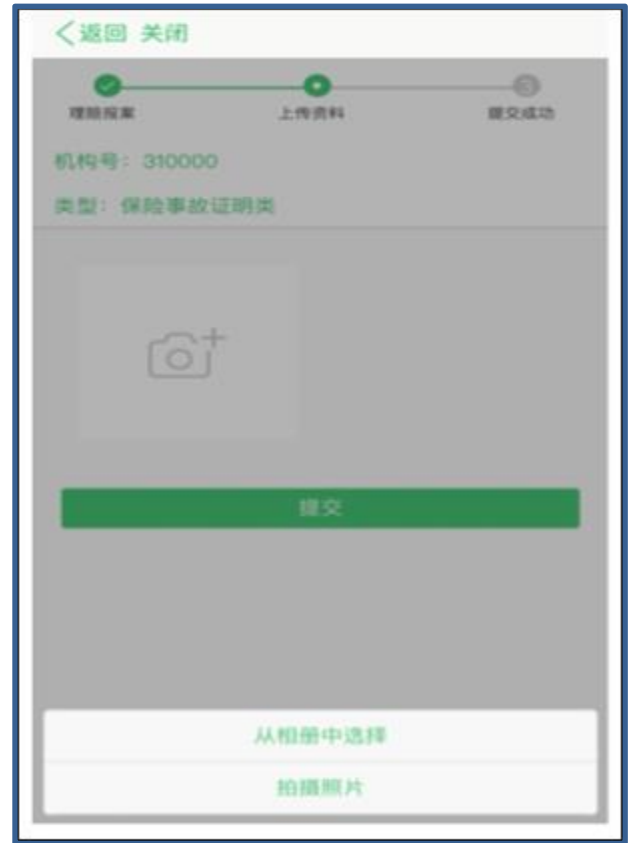 返回 关闭
理赔报案 上传资料 提交成功
机构号：310000
类型：保险事故证明类
提交
从相册中选择
拍摄照片